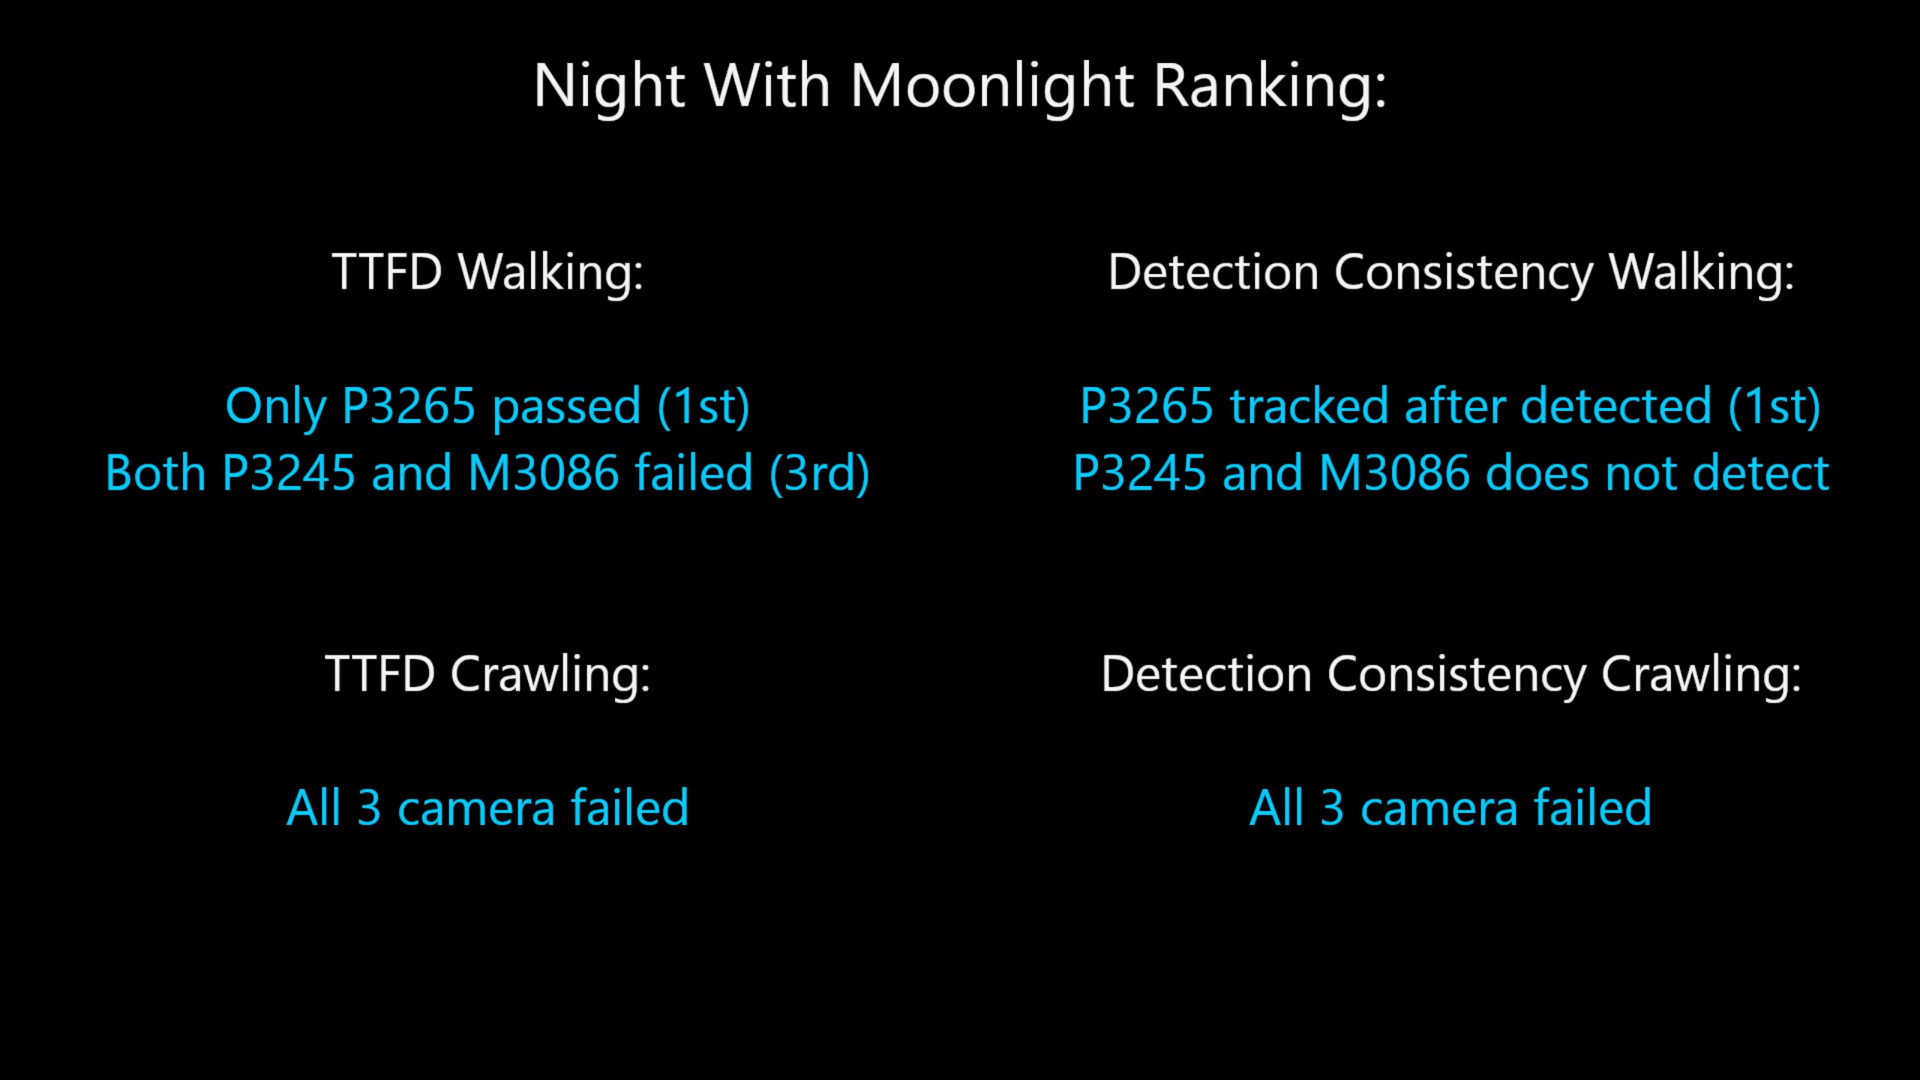 Night With Moonlight Ranking:
TTFD Walking:
Only P3265 passed (1st)
Both P3245 and M3086 failed (3rd)
Detection Consistency Walking:
P3265 tracked after detected (1st)
P3245 and M3086 does not detect
TTFD Crawling:
All 3 camera failed
Detection Consistency Crawling:
All 3 camera failed